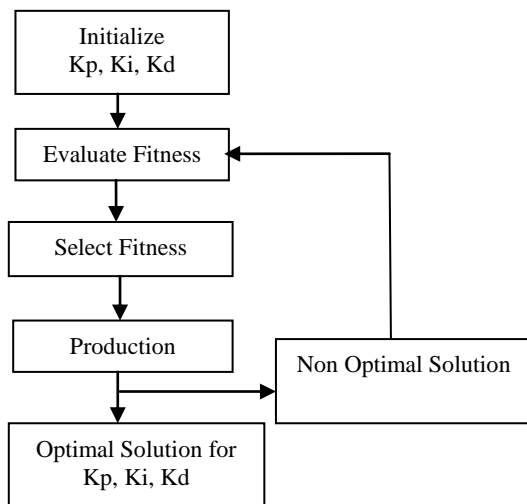 Initialize
Kp, Ki, Kd
Evaluate Fitness
Select Fitness
Production
Non Optimal Solution
Optimal Solution for
Kp, Ki, Kd